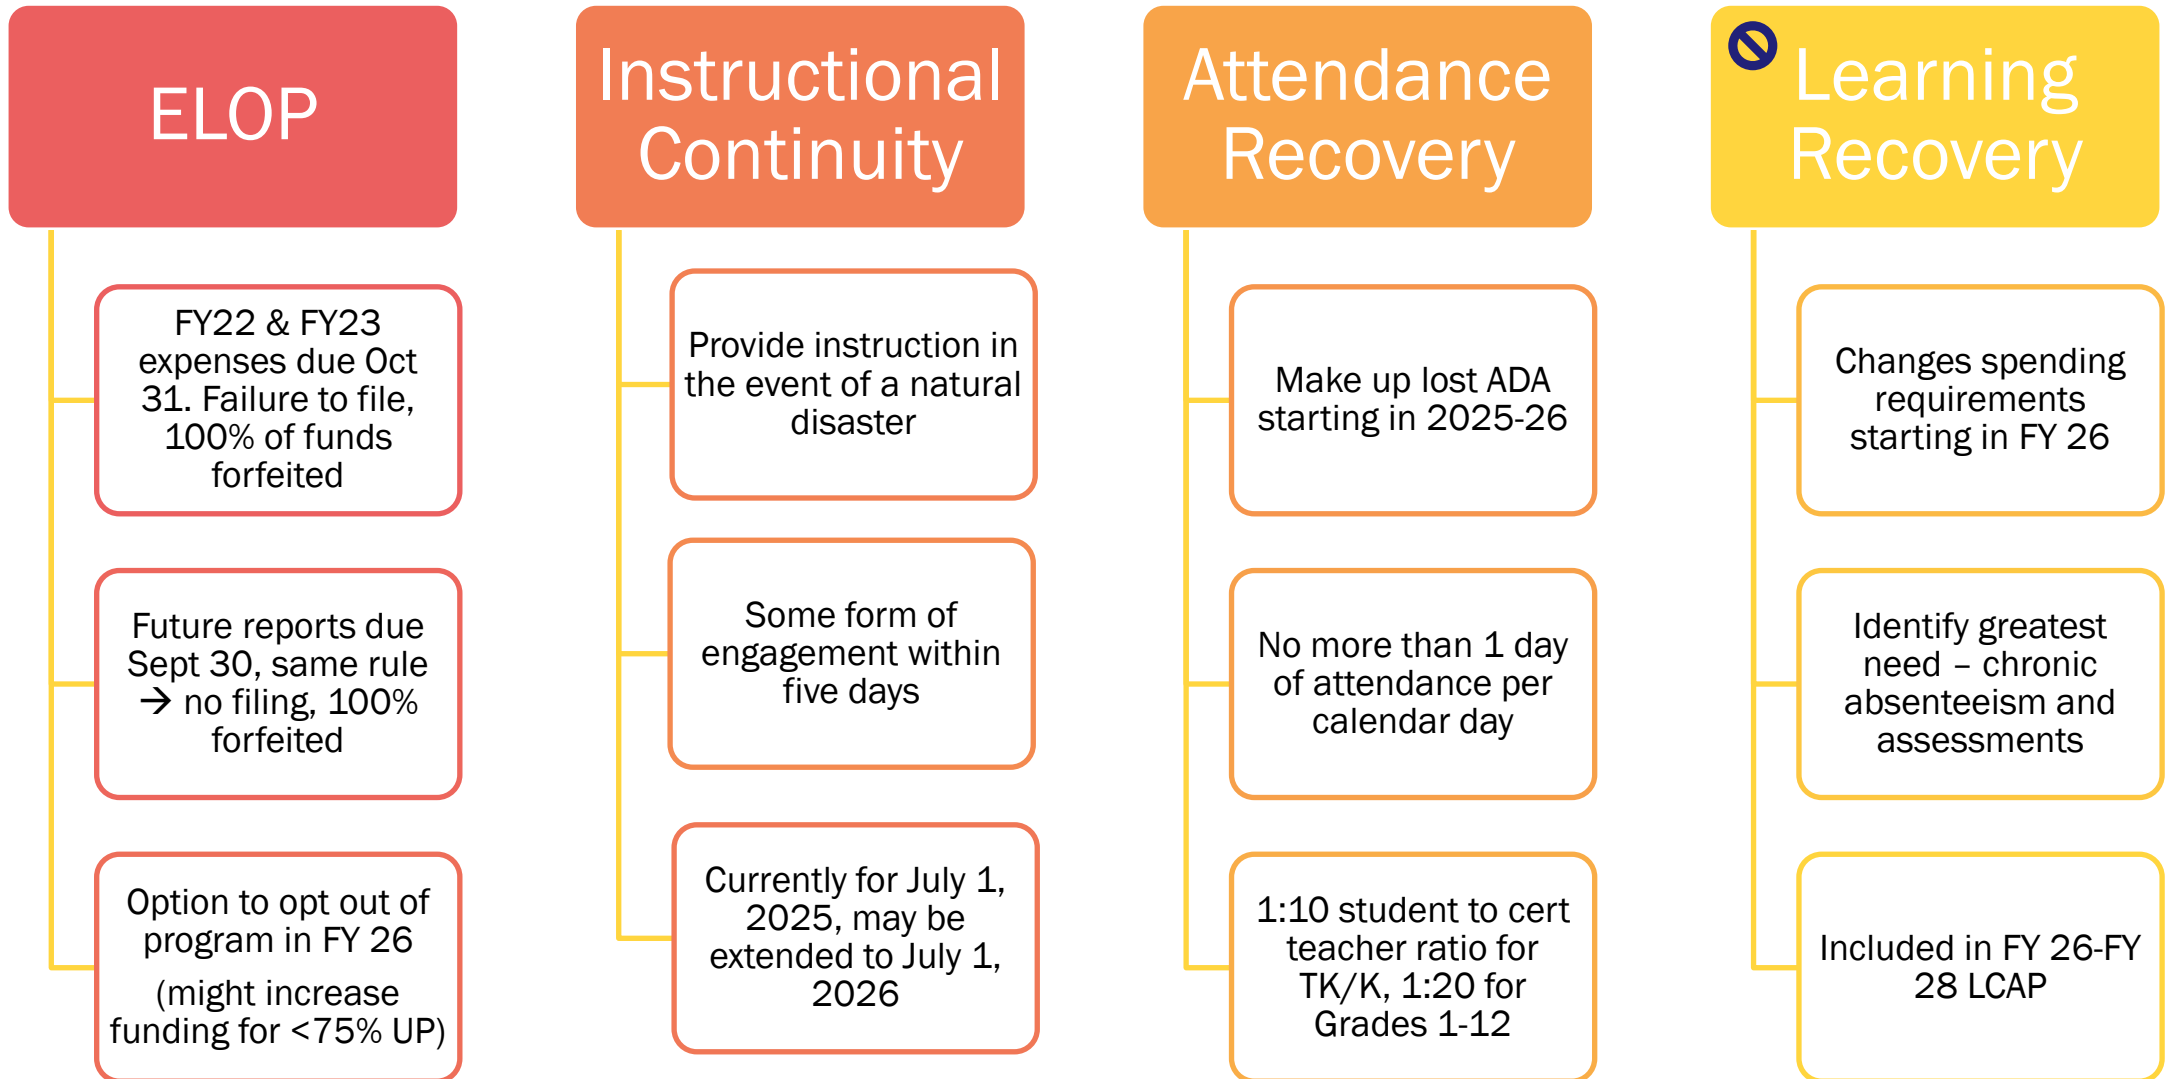 ELOP
FY22 & FY23
expenses due Oct
31. Failure to file,
100% of funds
forfeited
Future reports due
Sept 30, same rule
→ no filing, 100%
forfeited
Option to opt out of
program in FY 26
(might increase
funding for <75% UP)
Instructional
Continuity
Provide instruction in
the event of a natural
disaster
Some form of
engagement within
five days
Currently for July 1,
2025, may be
extended to July 1,
2026
Attendance
Recovery
Make up lost ADA
starting in 2025-26
No more than 1 day
of attendance per
calendar day
1:10 student to cert
teacher ratio for
TK/K, 1:20 for
Grades 1-12
Learning
Recovery
Changes spending
requirements
starting in FY 26
Identify greatest
need – chronic
absenteeism and
assessments
Included in FY 26-FY
28 LCAP